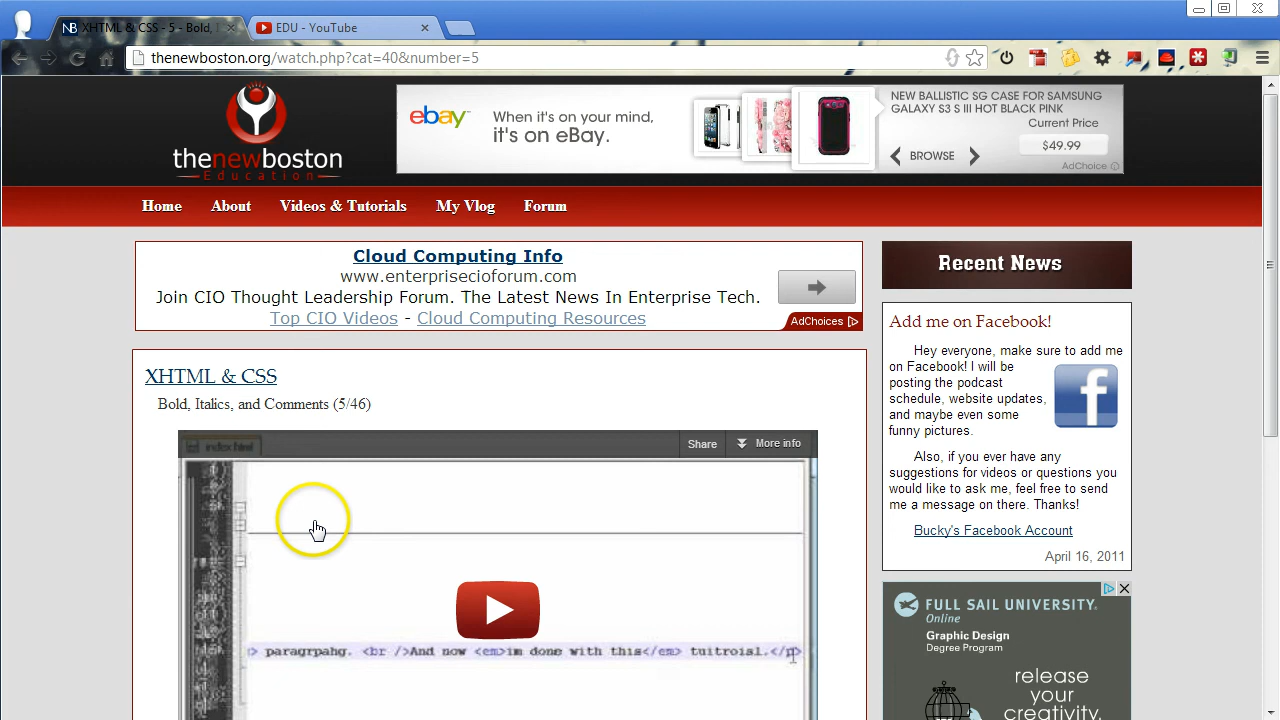 XHTML & CSS - 5 - Bold, I
EDU - YouTube
thenewboston.org/watch.php?cat=40&number=5
thenewboston
Education
ebay
When it's on your mind,
it's on eBay.
NEW BALLISTIC SG CASE FOR SAMSUNG
GALAXY S3 S III HOT BLACK PINK
Current Price
$49.99
BROWSE
AdChoice
Home
About
Videos & Tutorials
My Vlog
Forum
Cloud Computing Info
www.enterprisecioforum.com
Join CIO Thought Leadership Forum. The Latest News In Enterprise Tech.
Top CIO Videos - Cloud Computing Resources
AdChoices
Recent News
Add me on Facebook!
Hey everyone, make sure to add me
on Facebook! I will be
posting the podcast
schedule, website updates,
and maybe even some
funny pictures.
Also, if you ever have any
suggestions for videos or questions you
would like to ask me, feel free to send
me a message on there. Thanks!
Bucky's Facebook Account
April 16, 2011
XHTML & CSS
Bold, Italics, and Comments (5/46)
index.html
Share
More info
> paragrpahg. <br />And now <em>im done with this</em> tuitroial.</p>
FULL SAIL UNIVERSITY.
Online
Graphic Design
Degree Program
release
your
creativity